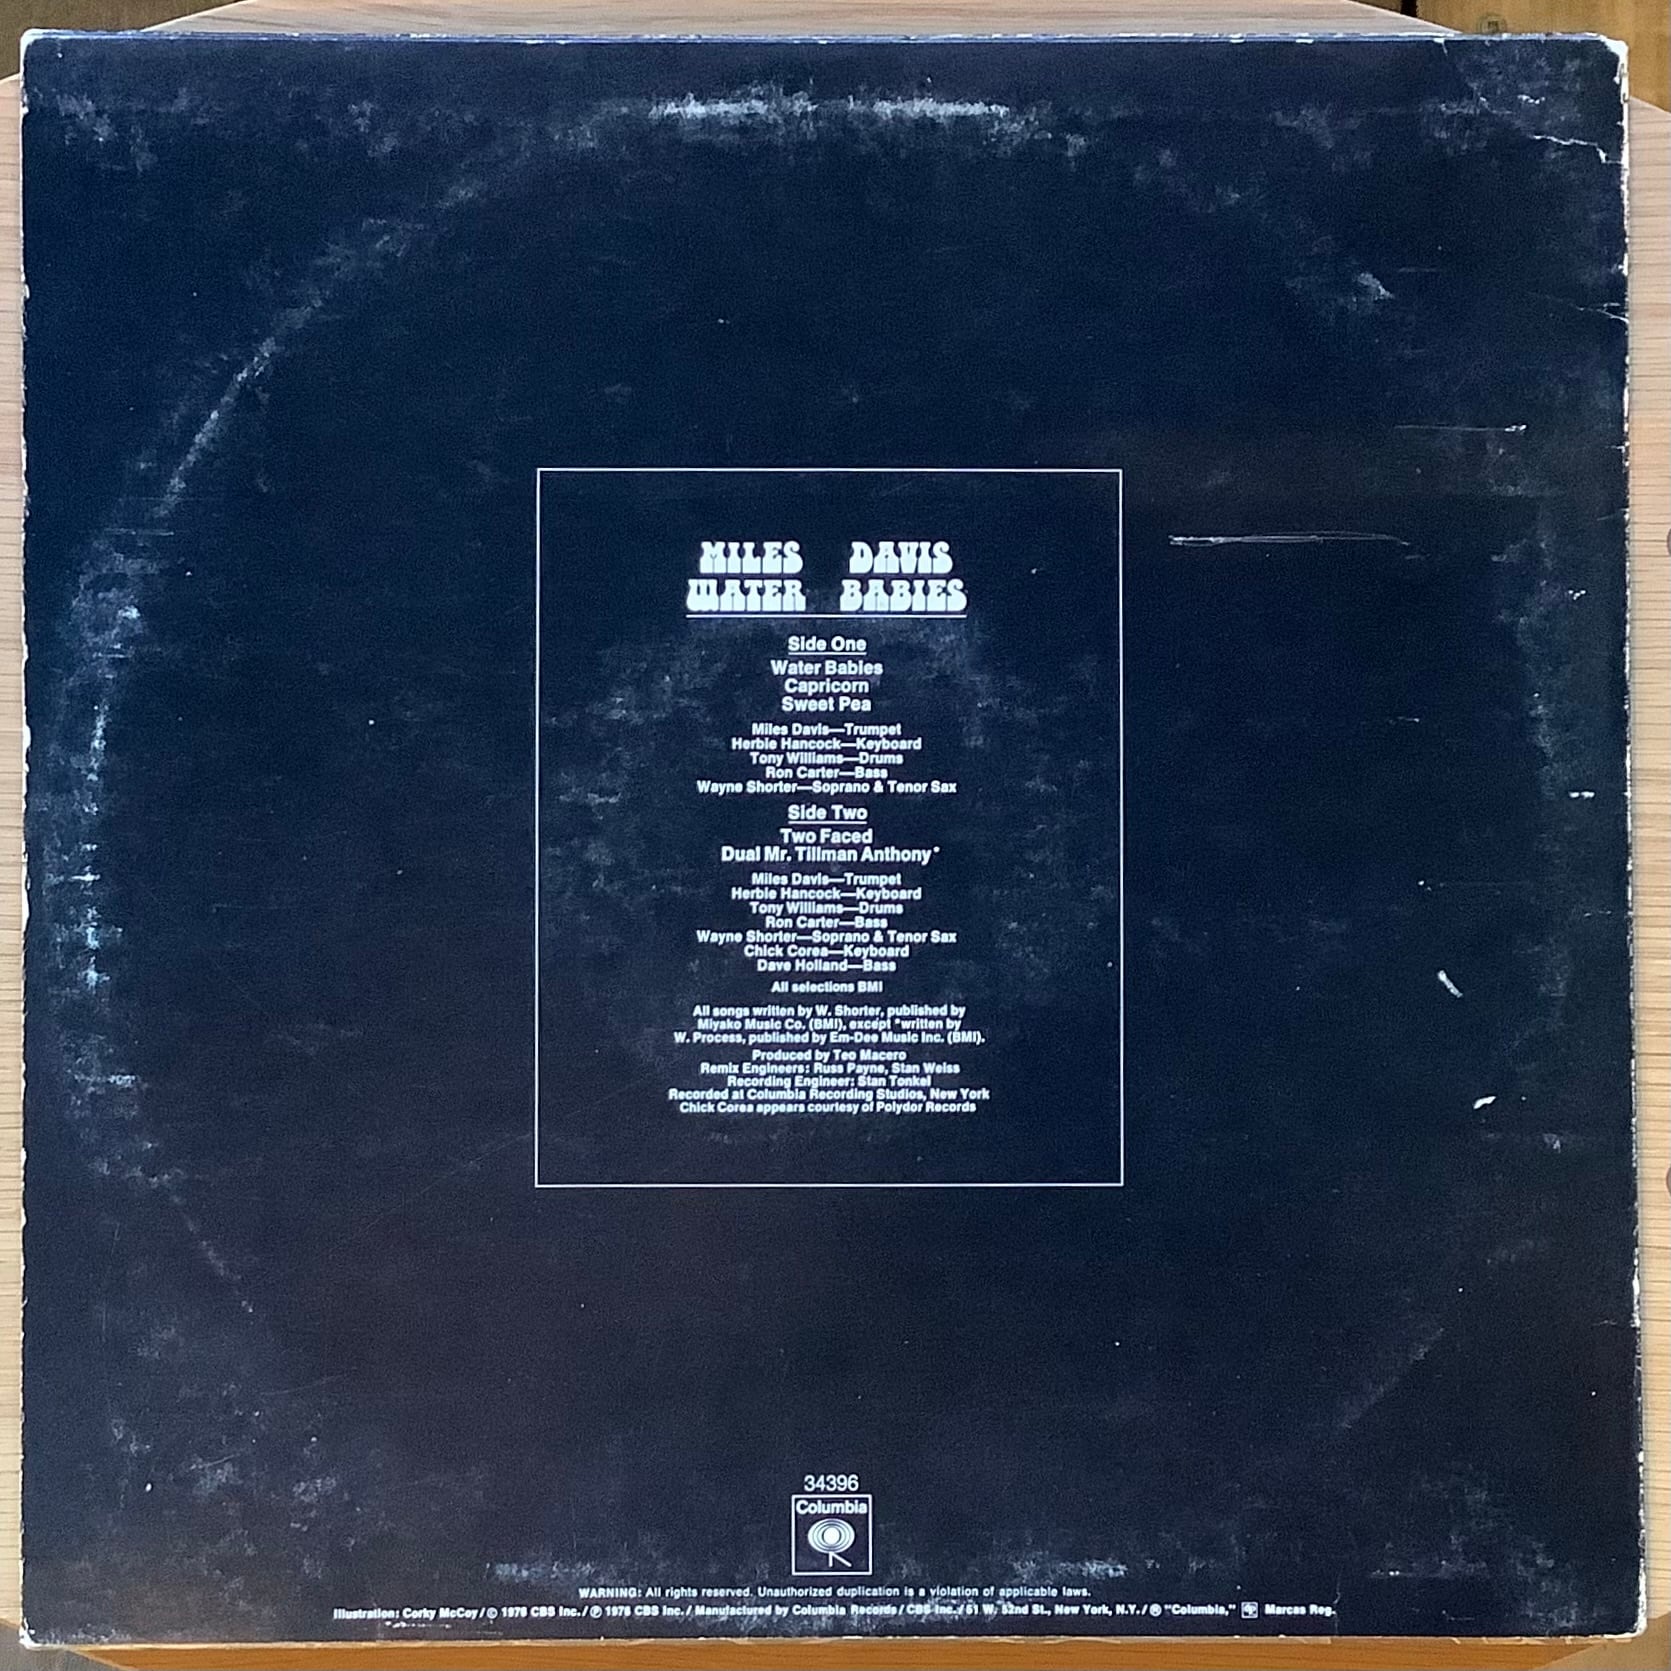 MILES DAVIS
WATER BABIES
Side One
Water Babies
Capricorn
Sweet Pea
Miles Davis—Trumpet
Herbie Hancock—Keyboard
Tony Williams—Drums
Ron Carter—Bass
Wayne Shorter—Soprano & Tenor Sax
Side Two
Two Faced
Dual Mr. Tillman Anthony*
Miles Davis—Trumpet
Herbie Hancock—Keyboard
Tony Williams—Drums
Ron Carter—Bass
Wayne Shorter—Soprano & Tenor Sax
Chick Corea—Keyboard
Dave Holland—Bass
All selections BMI
All songs written by W. Shorter, published by
Miyako Music Co. (BMI), except *written by
W. Process, published by Em-Dee Music Inc. (BMI).
Produced by Teo Macero
Remix Engineers: Russ Payne, Stan Weiss
Recording Engineer: Stan Tonkel
Recorded at Columbia Recording Studios, New York
Chick Corea appears courtesy of Polydor Records
34396
Columbia
WARNING: All rights reserved. Unauthorized duplication is a violation of applicable laws.
Illustration: Corky McCoy/© 1976 CBS Inc./℗ 1976 CBS Inc./Manufactured by Columbia Records/CBS Inc./51 W. 52nd St., New York, N.Y./® "Columbia," Marcas Reg.